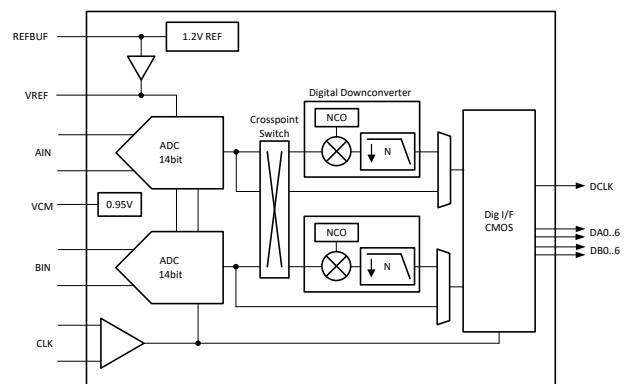 REFBUF
1.2V REF
VREF
Digital Downconverter
Crosspoint
Switch
NCO
N
ADC
14bit
AIN
Dig I/F
CMOS
DCLK
VCM
0.95V
DA0..6
DB0..6
NCO
N
BIN
ADC
14bit
CLK